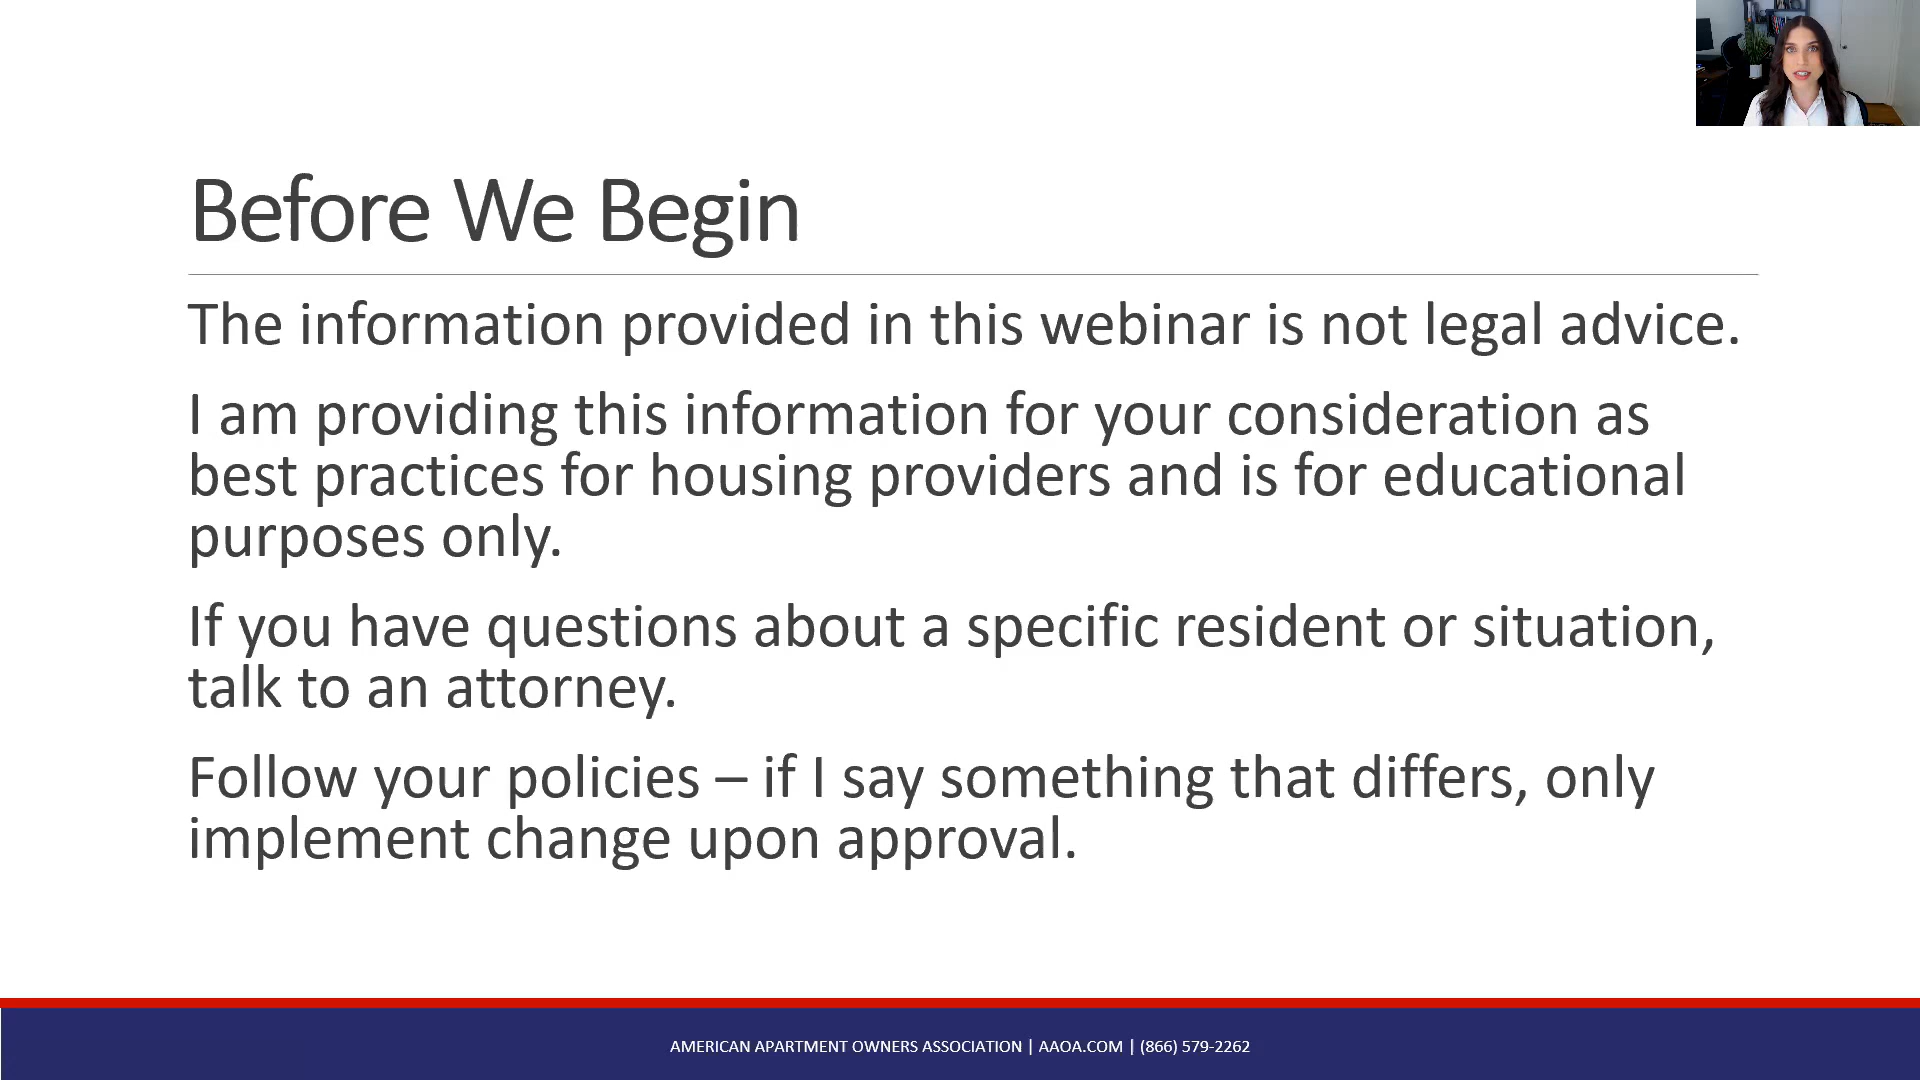 Before We Begin
The information provided in this webinar is not legal advice.
I am providing this information for your consideration as
best practices for housing providers and is for educational
purposes only.
If you have questions about a specific resident or situation,
talk to an attorney.
Follow your policies – if I say something that differs, only
implement change upon approval.
AMERICAN APARTMENT OWNERS ASSOCIATION | AAOA.COM | (866) 579-2262